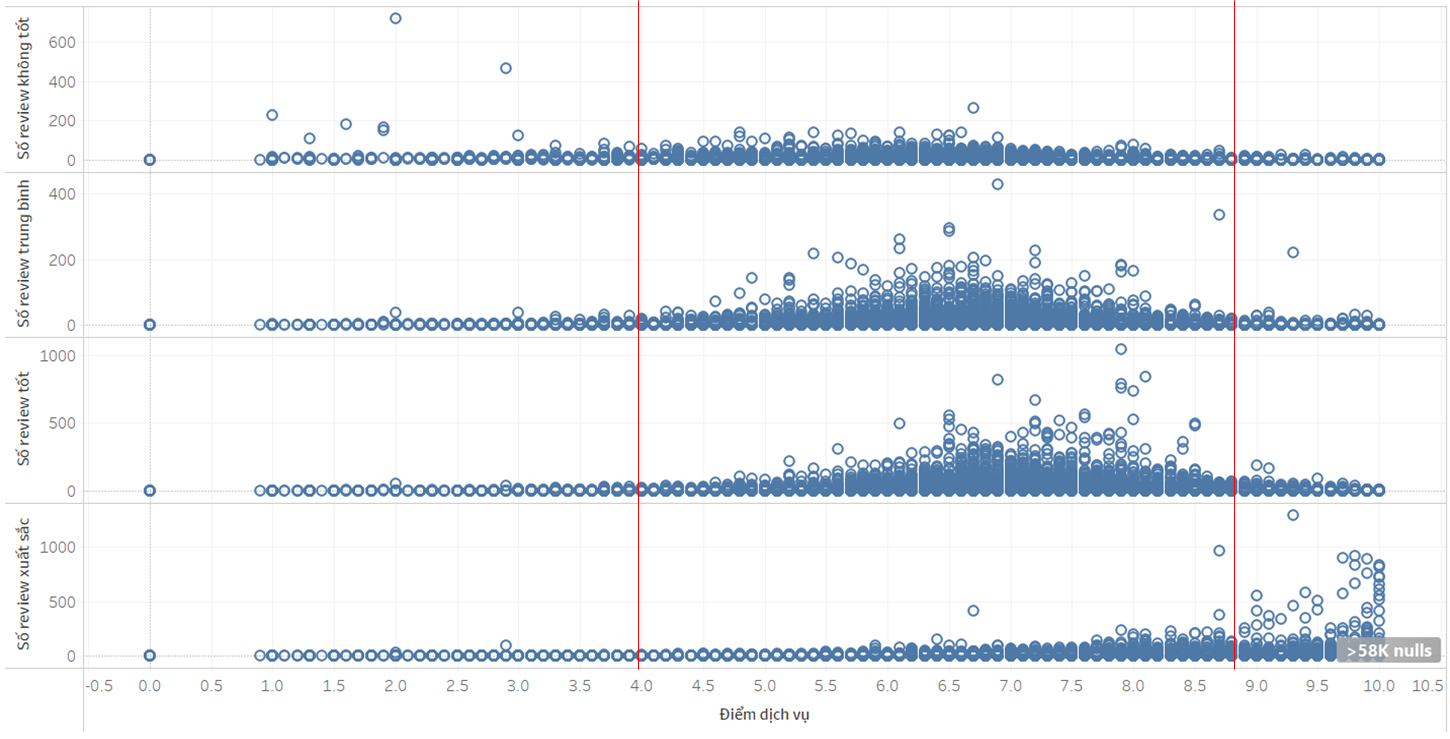 Số review không tốt
600
400
200
0
Số review trung bình
400
200
0
Số review tốt
1000
500
0
Số review xuất sắc
1000
500
0
>58K nulls
-0.5 0.0 0.5 1.0 1.5 2.0 2.5 3.0 3.5 4.0 4.5 5.0 5.5 6.0 6.5 7.0 7.5 8.0 8.5 9.0 9.5 10.0 10.5
Điểm dịch vụ